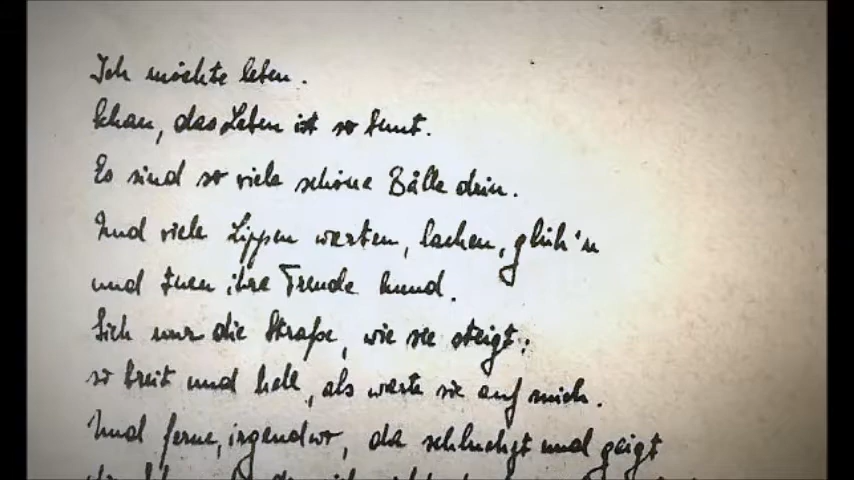 Ich möchte leben.
Schau, das Leben ist so bunt.
Es sind so viele schöne Bälle drin.
Und viele Lippen warten, lachen, glüh'n
und tuen ihre Freude kund.
Sieh nur die Straße, wie sie steigt:
so breit und hell, als warte sie auf mich.
Und ferne, irgendwo, da schluchzt und geigt